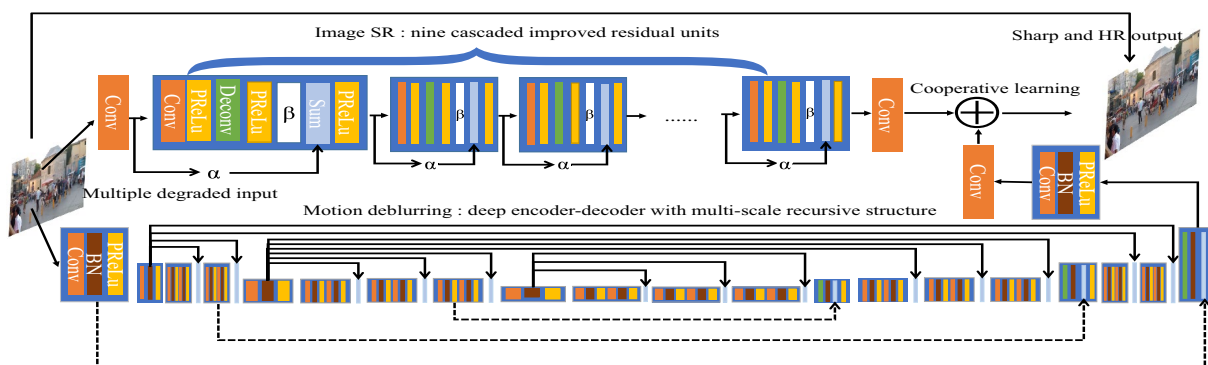 Image SR : nine cascaded improved residual units
Sharp and HR output
Conv
Conv
PReLu
Deconv
PReLu
β
Sum
PReLu
β
β
......
β
Conv
Cooperative learning
α
α
α
α
Multiple degraded input
Conv
Conv
BN
PReLu
Motion deblurring : deep encoder-decoder with multi-scale recursive structure
Conv
BN
PReLu